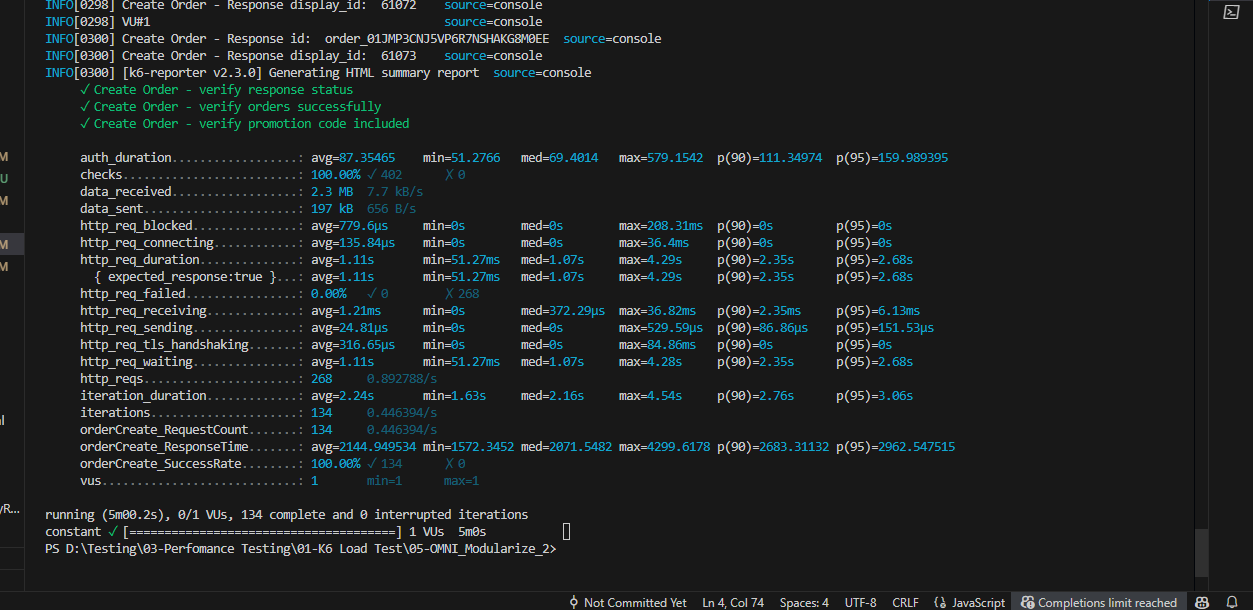 INFO[0298] Create Order - Response display_id:  61072    source=console
INFO[0298] VU#1    source=console
INFO[0300] Create Order - Response id:  order_01JMP3CNJ5VP6R7NSHAKG8M0EE  source=console
INFO[0300] Create Order - Response display_id:  61073    source=console
INFO[0300] [k6-reporter v2.3.0] Generating HTML summary report  source=console
✓ Create Order - verify response status
✓ Create Order - verify orders successfully
✓ Create Order - verify promotion code included
auth_duration..................: avg=87.35465 min=51.2766 med=69.4014 max=579.1542 p(90)=111.34974 p(95)=159.989395
checks.........................: 100.00% ✓ 402 ✗ 0
data_received..................: 2.3 MB 7.7 kB/s
data_sent......................: 197 kB 656 B/s
http_req_blocked...............: avg=779.6µs min=0s med=0s max=208.31ms p(90)=0s p(95)=0s
http_req_connecting............: avg=135.84µs min=0s med=0s max=36.4ms p(90)=0s p(95)=0s
http_req_duration..............: avg=1.11s min=51.27ms med=1.07s max=4.29s p(90)=2.35s p(95)=2.68s
{ expected_response:true }...: avg=1.11s min=51.27ms med=1.07s max=4.29s p(90)=2.35s p(95)=2.68s
http_req_failed................: 0.00% ✓ 0 ✗ 268
http_req_receiving.............: avg=1.21ms min=0s med=372.29µs max=36.82ms p(90)=2.35ms p(95)=6.13ms
http_req_sending...............: avg=24.81µs min=0s med=0s max=529.59µs p(90)=86.86µs p(95)=151.53µs
http_req_tls_handshaking.......: avg=316.65µs min=0s med=0s max=84.86ms p(90)=0s p(95)=0s
http_req_waiting...............: avg=1.11s min=51.27ms med=1.07s max=4.28s p(90)=2.35s p(95)=2.68s
http_reqs......................: 268 0.892788/s
iteration_duration.............: avg=2.24s min=1.63s med=2.16s max=4.54s p(90)=2.76s p(95)=3.06s
iterations.....................: 134 0.446394/s
orderCreate_RequestCount.......: 134 0.446394/s
orderCreate_ResponseTime.......: avg=2144.949534 min=1572.3452 med=2071.5482 max=4299.6178 p(90)=2683.31132 p(95)=2962.547515
orderCreate_SuccessRate........: 100.00% ✓ 134 ✗ 0
vus............................: 1 min=1 max=1
running (5m00.2s), 0/1 VUs, 134 complete and 0 interrupted iterations
constant ✓ [======================================] 1 VUs  5m0s
PS D:\Testing\03-Perfomance Testing\01-K6 Load Test\05-OMNI_Modularize_2>
M
U
M
M
M
yR...
Not Committed Yet Ln 4, Col 74 Spaces: 4 UTF-8 CRLF {} JavaScript Completions limit reached